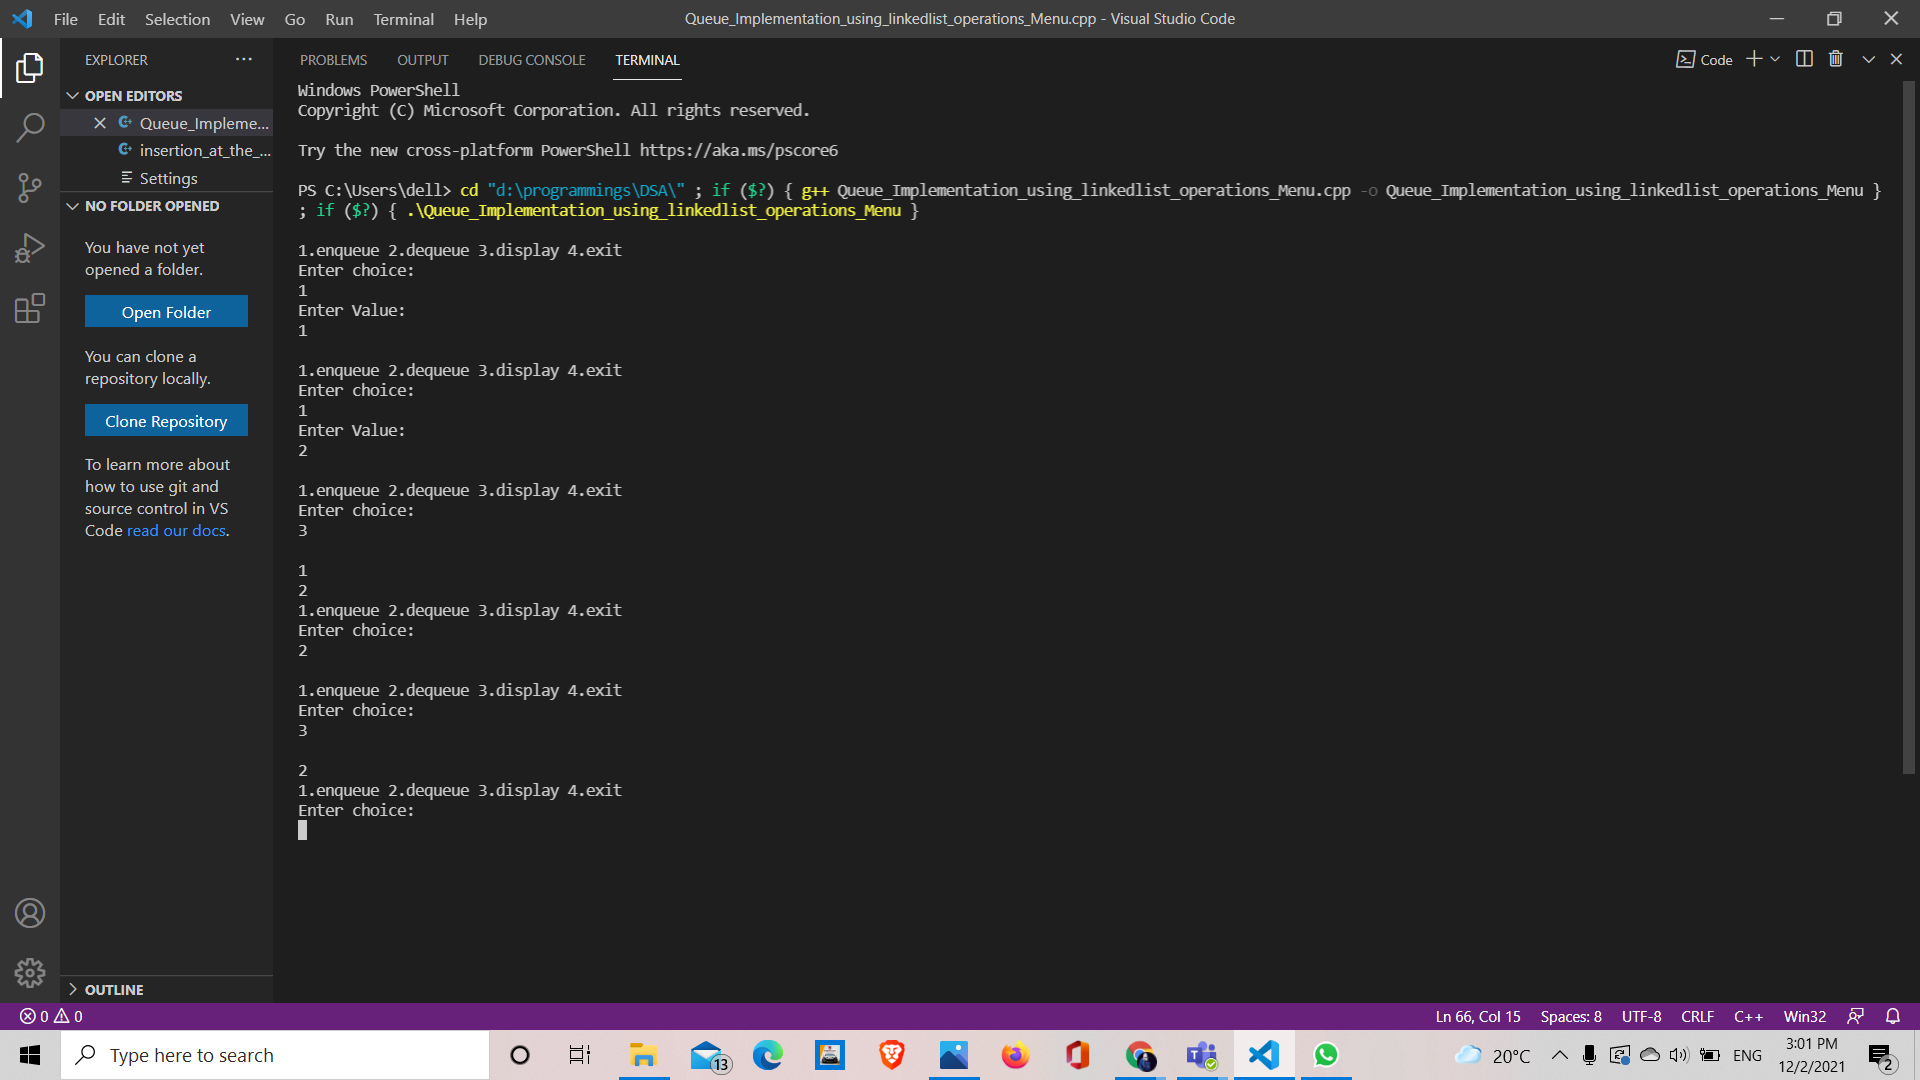 File Edit Selection View Go Run Terminal Help
Queue_Implementation_using_linkedlist_operations_Menu.cpp - Visual Studio Code
EXPLORER ···
OPEN EDITORS
Queue_Impleme...
insertion_at_the_...
Settings
NO FOLDER OPENED
You have not yet
opened a folder.
Open Folder
You can clone a
repository locally.
Clone Repository
To learn more about
how to use git and
source control in VS
Code read our docs.
OUTLINE
PROBLEMS OUTPUT DEBUG CONSOLE TERMINAL
Code
Windows PowerShell
Copyright (C) Microsoft Corporation. All rights reserved.
Try the new cross-platform PowerShell https://aka.ms/pscore6
PS C:\Users\dell> cd "d:\programmings\DSA\" ; if ($?) { g++ Queue_Implementation_using_linkedlist_operations_Menu.cpp -o Queue_Implementation_using_linkedlist_operations_Menu }
; if ($?) { .\Queue_Implementation_using_linkedlist_operations_Menu }
1.enqueue 2.dequeue 3.display 4.exit
Enter choice:
1
Enter Value:
1
1.enqueue 2.dequeue 3.display 4.exit
Enter choice:
1
Enter Value:
2
1.enqueue 2.dequeue 3.display 4.exit
Enter choice:
3
1
2
1.enqueue 2.dequeue 3.display 4.exit
Enter choice:
2
1.enqueue 2.dequeue 3.display 4.exit
Enter choice:
3
2
1.enqueue 2.dequeue 3.display 4.exit
Enter choice:
0 0
Ln 66, Col 15 Spaces: 8 UTF-8 CRLF C++ Win32
Type here to search
13
20°C
ENG
3:01 PM
12/2/2021
2